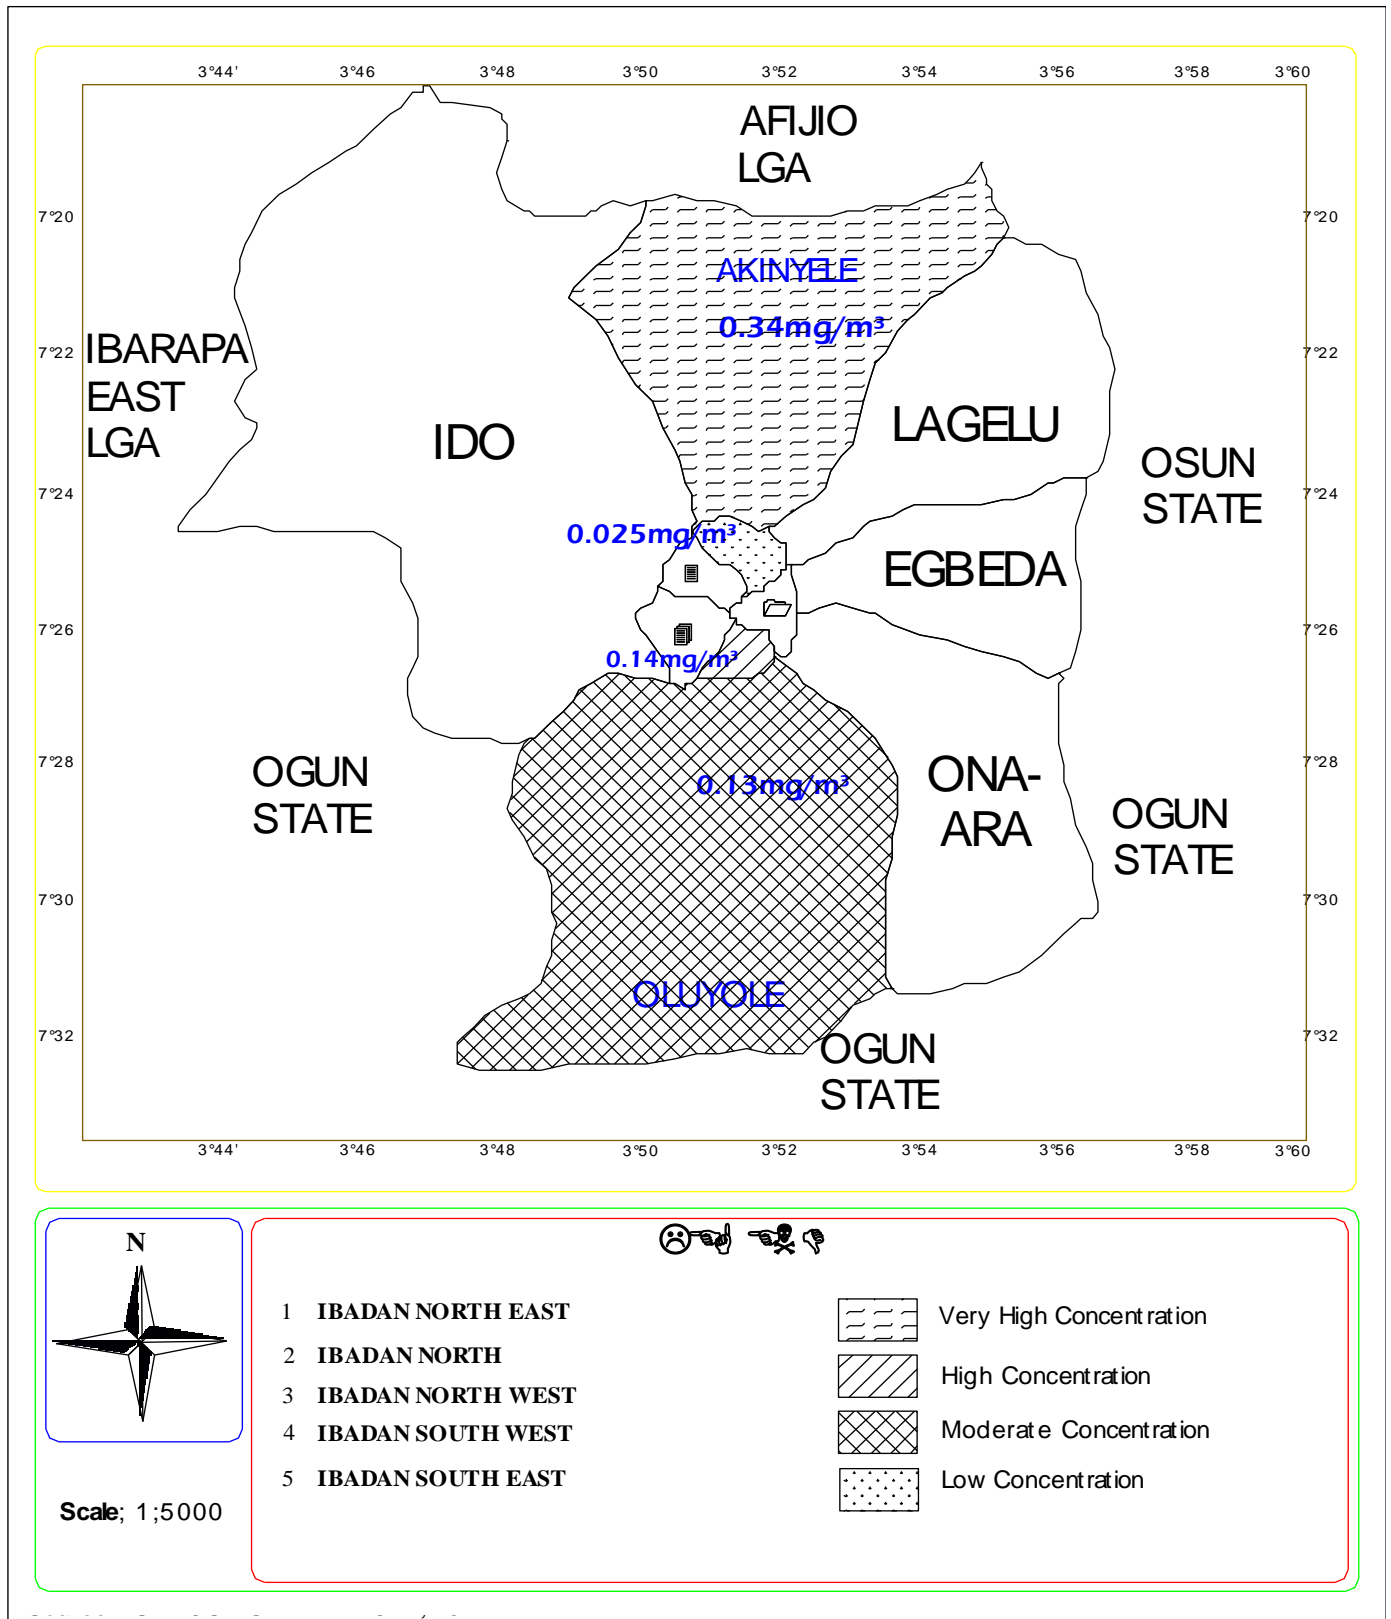 3°44' 3°46 3°48 3°50 3°52 3°54 3°56 3°58 3°60
AFIJIO
LGA
7°20 7°20
AKINYELE
0.34mg/m³
IBARAPA
EAST
LGA
7°22 7°22
IDO
LAGELU
OSUN
STATE
7°24 7°24
0.025mg/m³
EGBEDA
7°26 7°26
0.14mg/m³
OGUN
STATE
7°28 7°28
0.13mg/m³
ONA-
ARA
OGUN
STATE
7°30 7°30
OLUYOLE
7°32 7°32
OGUN
STATE
3°44' 3°46 3°48 3°50 3°52 3°54 3°56 3°58 3°60
N
Scale; 1;5000
1 IBADAN NORTH EAST
2 IBADAN NORTH
3 IBADAN NORTH WEST
4 IBADAN SOUTH WEST
5 IBADAN SOUTH EAST
Very High Concentration
High Concentration
Moderate Concentration
Low Concentration